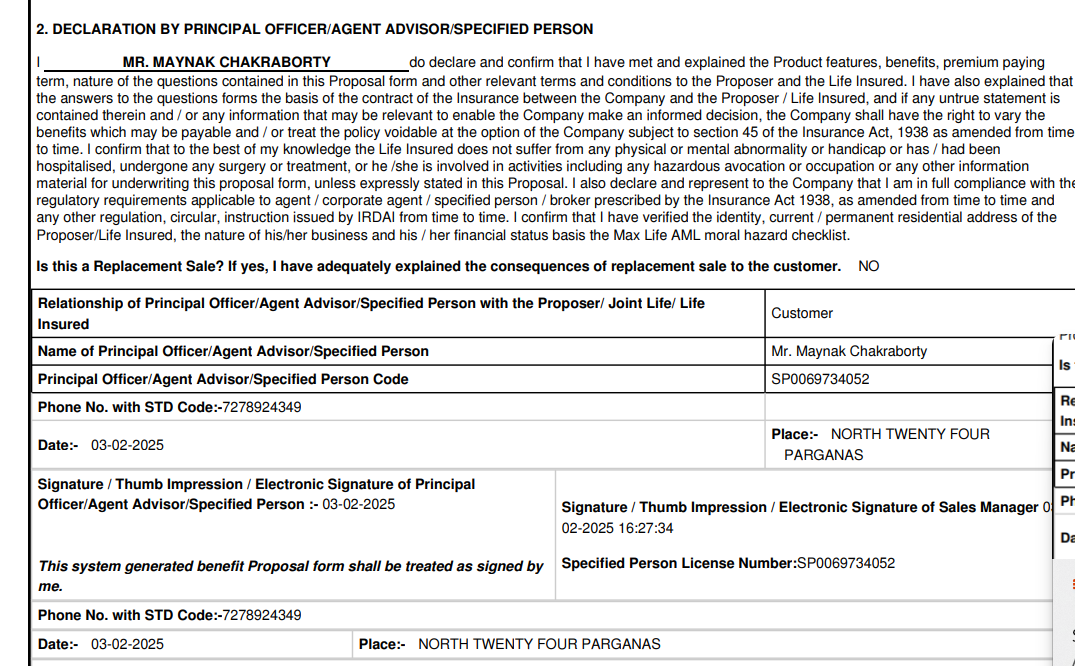 2. DECLARATION BY PRINCIPAL OFFICER/AGENT ADVISOR/SPECIFIED PERSON
I MR. MAYNAK CHAKRABORTY do declare and confirm that I have met and explained the Product features, benefits, premium paying
term, nature of the questions contained in this Proposal form and other relevant terms and conditions to the Proposer and the Life Insured. I have also explained that
the answers to the questions forms the basis of the contract of the Insurance between the Company and the Proposer / Life Insured, and if any untrue statement is
contained therein and / or any information that may be relevant to enable the Company make an informed decision, the Company shall have the right to vary the
benefits which may be payable and / or treat the policy voidable at the option of the Company subject to section 45 of the Insurance Act, 1938 as amended from time
to time. I confirm that to the best of my knowledge the Life Insured does not suffer from any physical or mental abnormality or handicap or has / had been
hospitalised, undergone any surgery or treatment, or he /she is involved in activities including any hazardous avocation or occupation or any other information
material for underwriting this proposal form, unless expressly stated in this Proposal. I also declare and represent to the Company that I am in full compliance with the
regulatory requirements applicable to agent / corporate agent / specified person / broker prescribed by the Insurance Act 1938, as amended from time to time and
any other regulation, circular, instruction issued by IRDAI from time to time. I confirm that I have verified the identity, current / permanent residential address of the
Proposer/Life Insured, the nature of his/her business and his / her financial status basis the Max Life AML moral hazard checklist.
Is this a Replacement Sale? If yes, I have adequately explained the consequences of replacement sale to the customer. NO
Relationship of Principal Officer/Agent Advisor/Specified Person with the Proposer/ Joint Life/ Life
Insured
Customer
Name of Principal Officer/Agent Advisor/Specified Person
Mr. Maynak Chakraborty
Principal Officer/Agent Advisor/Specified Person Code
SP0069734052
Phone No. with STD Code:-7278924349
Date:- 03-02-2025
Place:- NORTH TWENTY FOUR
PARGANAS
Signature / Thumb Impression / Electronic Signature of Principal
Officer/Agent Advisor/Specified Person :- 03-02-2025
This system generated benefit Proposal form shall be treated as signed by
me.
Signature / Thumb Impression / Electronic Signature of Sales Manager
02-2025 16:27:34
Specified Person License Number:SP0069734052
Phone No. with STD Code:-7278924349
Date:- 03-02-2025
Place:- NORTH TWENTY FOUR PARGANAS
Is